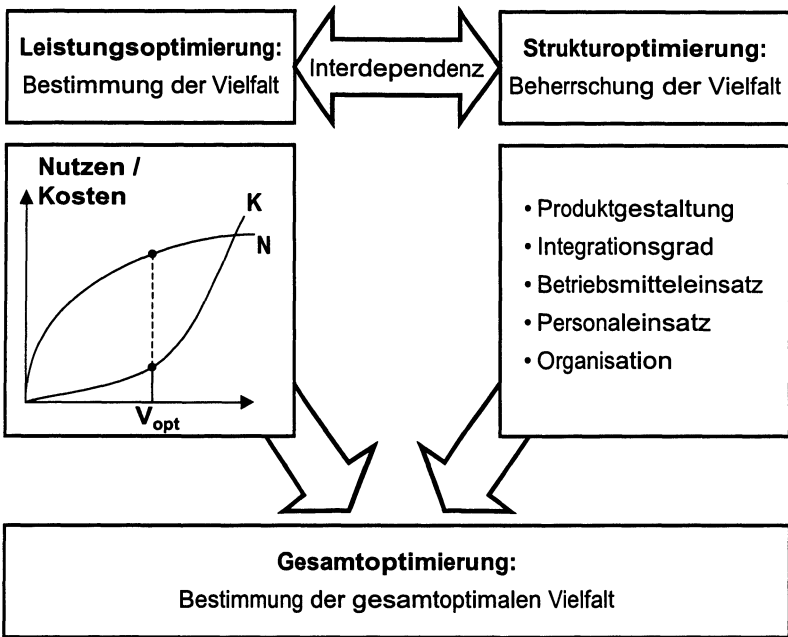 Leistungsoptimierung:
Bestimmung der Vielfalt
Interdependenz
Strukturoptimierung:
Beherrschung der Vielfalt
Nutzen /
Kosten
K
N
V_opt
• Produktgestaltung
• Integrationsgrad
• Betriebsmitteleinsatz
• Personaleinsatz
• Organisation
Gesamtoptimierung:
Bestimmung der gesamtoptimalen Vielfalt